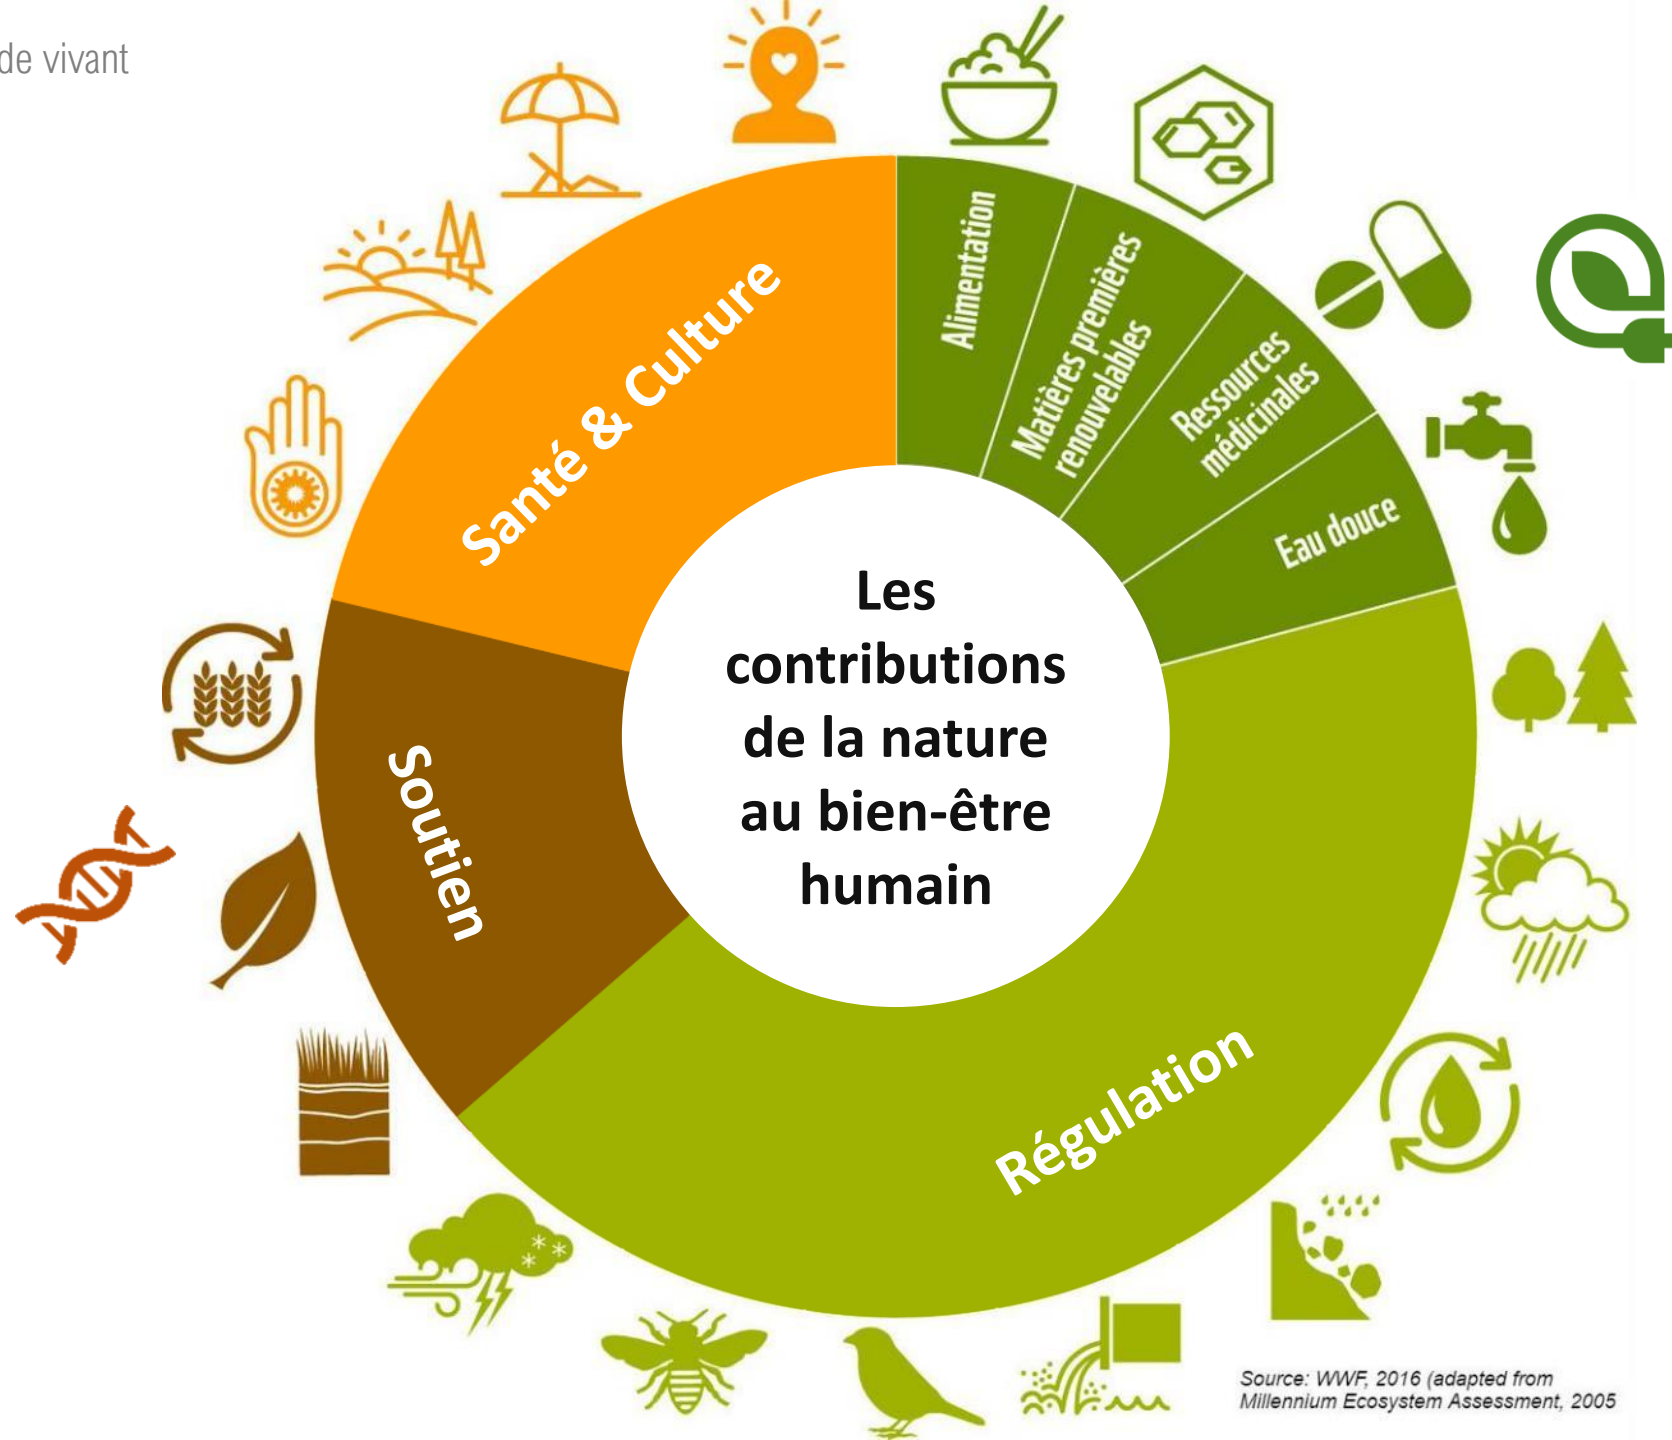 de vivant
Alimentation
Matières premières
renouvelables
Ressources
médicinales
Eau douce
Santé & Culture
Soutien
Régulation
Les
contributions
de la nature
au bien-être
humain
Source: WWF, 2016 (adapted from
Millennium Ecosystem Assessment, 2005